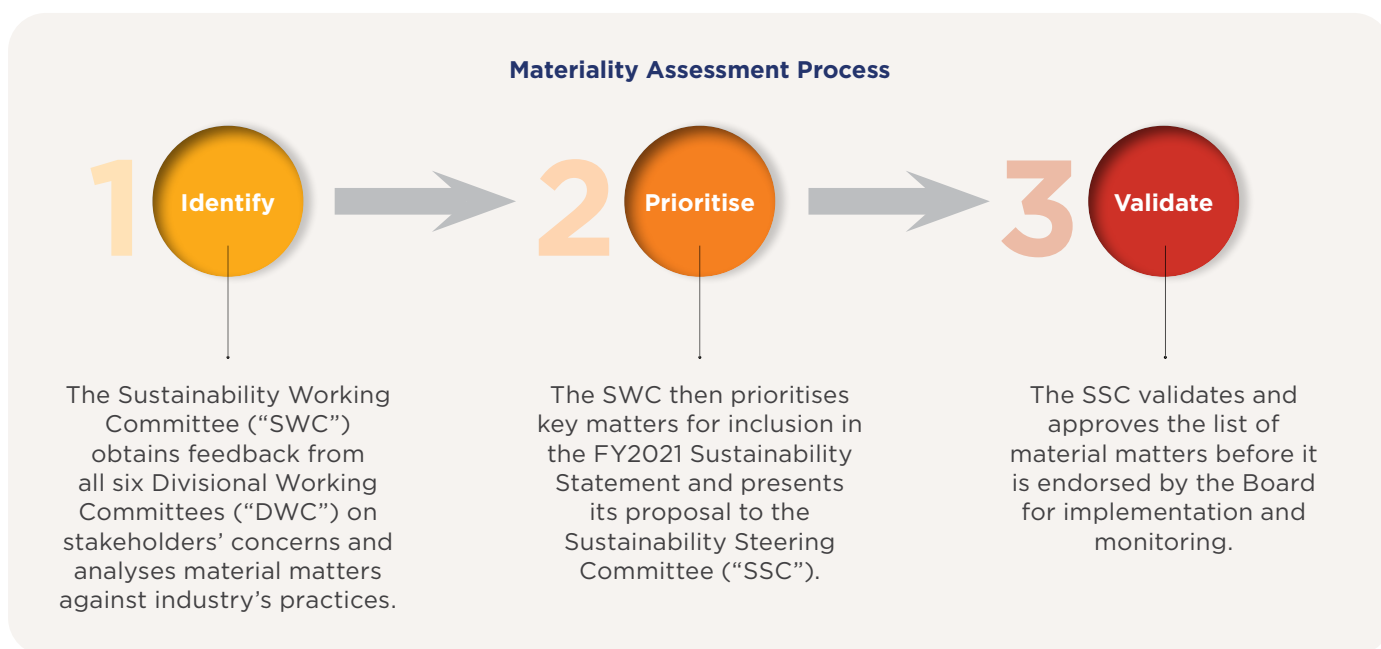 Materiality Assessment Process
1
Identify
2
Prioritise
3
Validate
The Sustainability Working
Committee (“SWC”)
obtains feedback from
all six Divisional Working
Committees (“DWC”) on
stakeholders’ concerns and
analyses material matters
against industry’s practices.
The SWC then prioritises
key matters for inclusion in
the FY2021 Sustainability
Statement and presents
its proposal to the
Sustainability Steering
Committee (“SSC”).
The SSC validates and
approves the list of
material matters before it
is endorsed by the Board
for implementation and
monitoring.